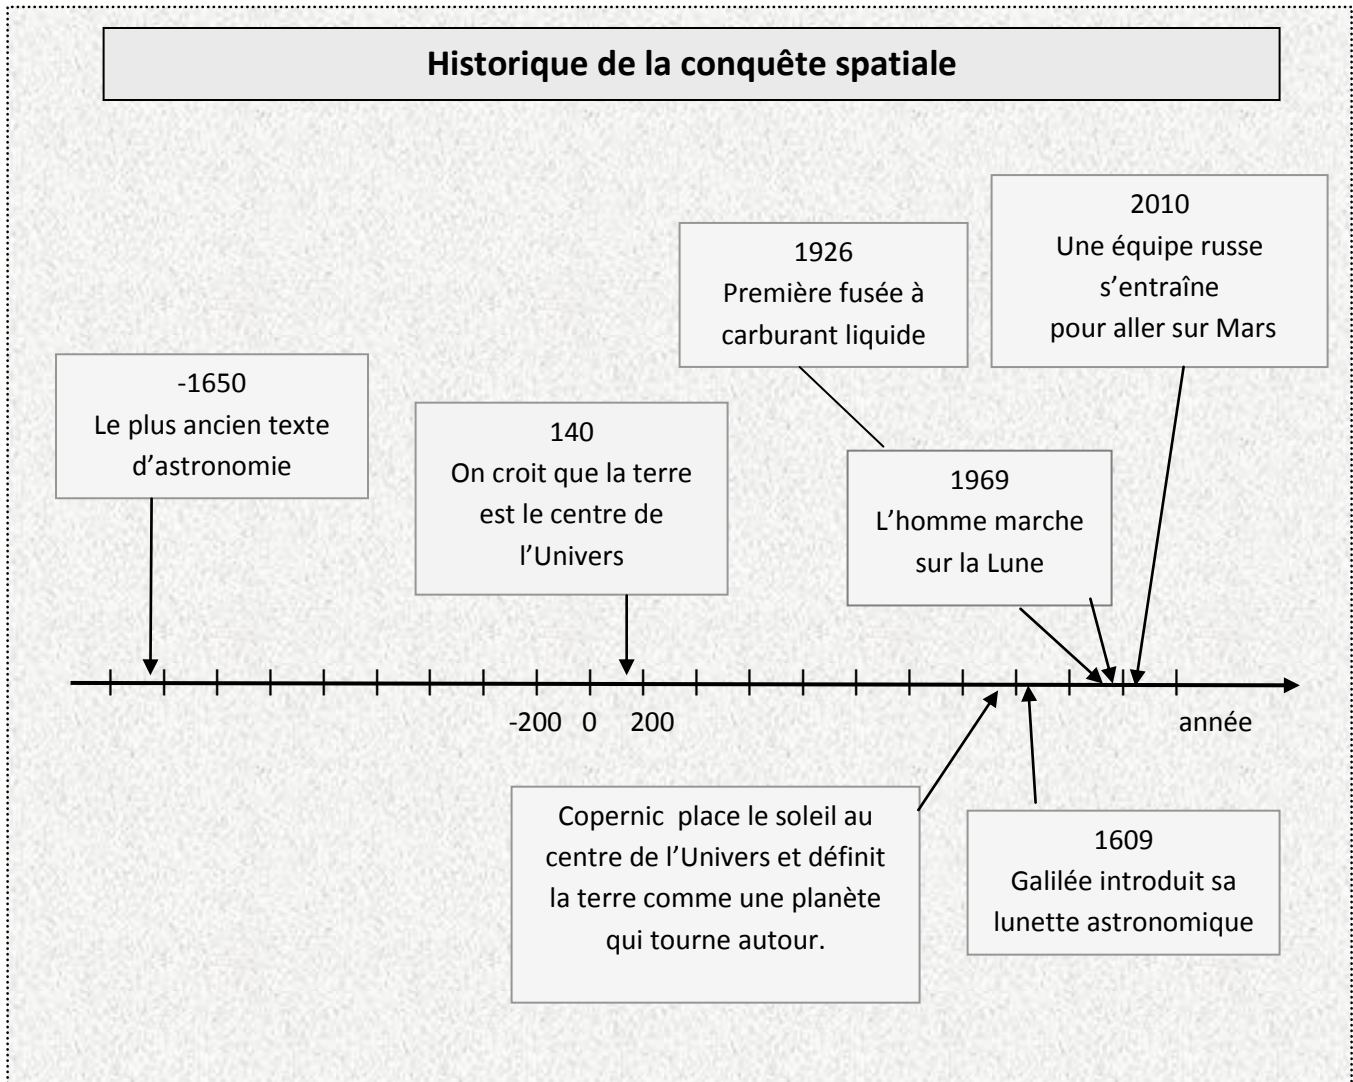 Historique de la conquête spatiale
2010
Une équipe russe
s’entraîne
pour aller sur Mars
1926
Première fusée à
carburant liquide
-1650
Le plus ancien texte
d’astronomie
140
On croit que la terre
est le centre de
l’Univers
1969
L’homme marche
sur la Lune
-200 0 200 année
Copernic place le soleil au
centre de l’Univers et définit
la terre comme une planète
qui tourne autour.
1609
Galilée introduit sa
lunette astronomique